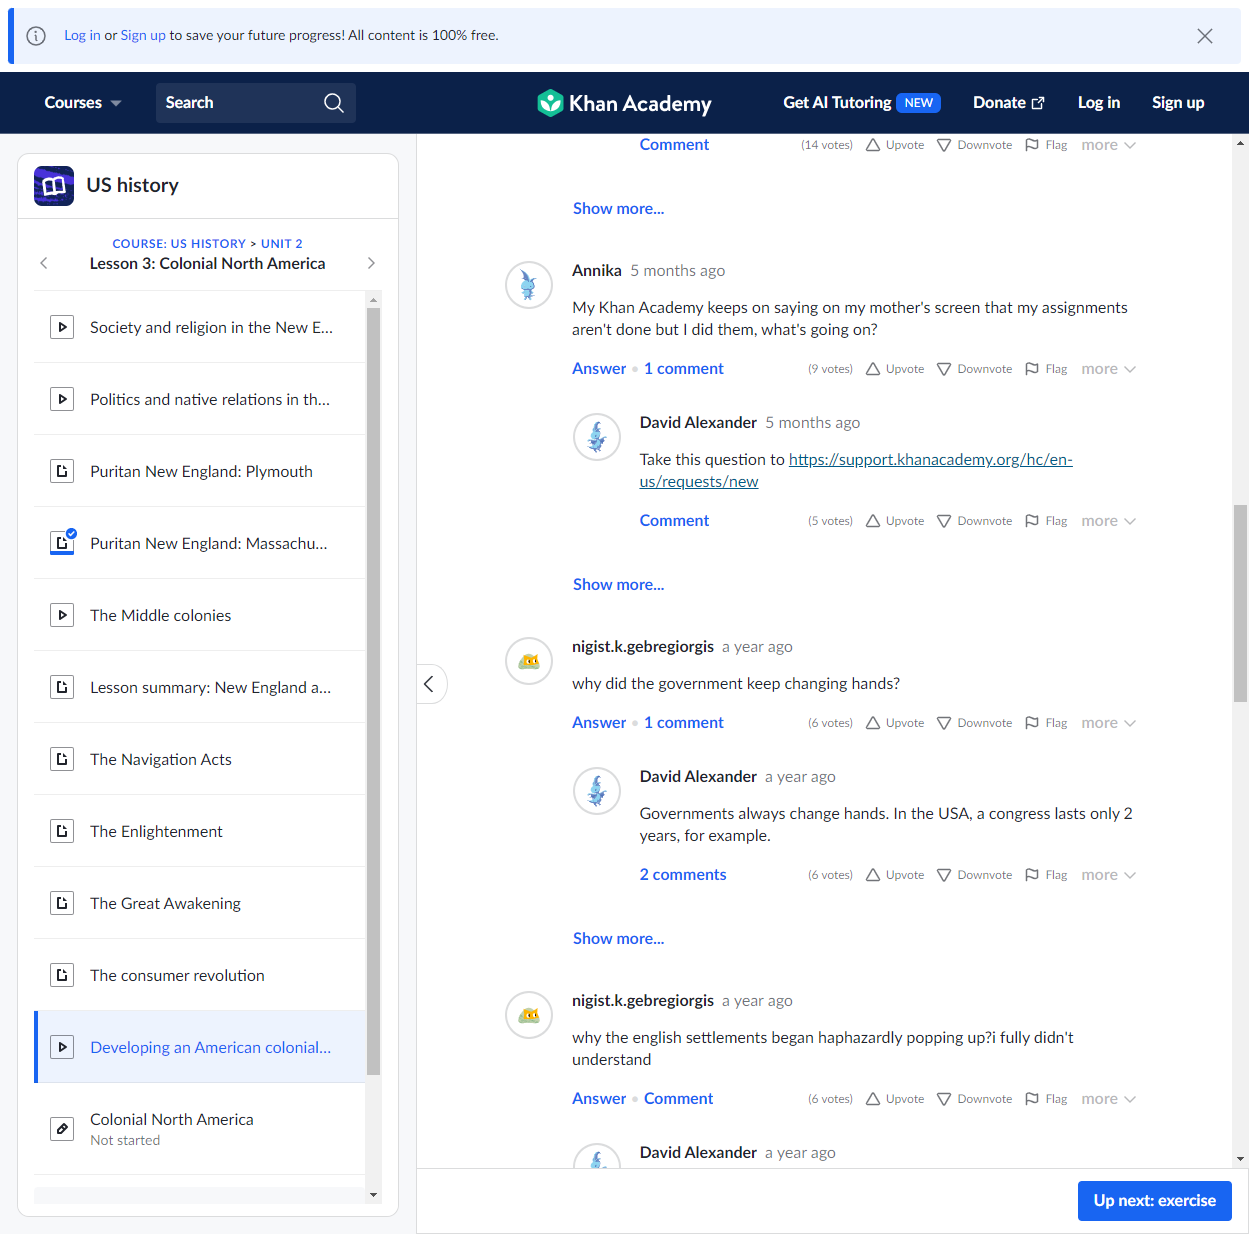 Log in or Sign up to save your future progress! All content is 100% free.
Courses
Search
Khan Academy
Get AI Tutoring NEW
Donate
Log in
Sign up
US history
COURSE: US HISTORY > UNIT 2
Lesson 3: Colonial North America
Society and religion in the New E...
Politics and native relations in th...
Puritan New England: Plymouth
Puritan New England: Massachu...
The Middle colonies
Lesson summary: New England a...
The Navigation Acts
The Enlightenment
The Great Awakening
The consumer revolution
Developing an American colonial...
Colonial North America
Not started
Comment (14 votes) Upvote Downvote Flag more
Show more...
Annika 5 months ago
My Khan Academy keeps on saying on my mother's screen that my assignments
aren't done but I did them, what's going on?
Answer • 1 comment (9 votes) Upvote Downvote Flag more
David Alexander 5 months ago
Take this question to https://support.khanacademy.org/hc/en-
us/requests/new
Comment (5 votes) Upvote Downvote Flag more
Show more...
nigist.k.gebregiorgis a year ago
why did the government keep changing hands?
Answer • 1 comment (6 votes) Upvote Downvote Flag more
David Alexander a year ago
Governments always change hands. In the USA, a congress lasts only 2
years, for example.
2 comments (6 votes) Upvote Downvote Flag more
Show more...
nigist.k.gebregiorgis a year ago
why the english settlements began haphazardly popping up?i fully didn't
understand
Answer • Comment (6 votes) Upvote Downvote Flag more
David Alexander a year ago
Up next: exercise